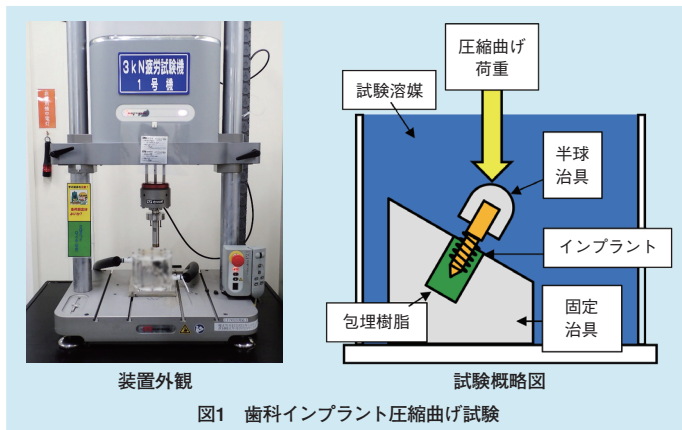 3kN疲労試験機
1号機
圧縮曲げ
荷重
試験溶媒
半球
治具
インプラント
包埋樹脂
固定
治具
装置外観
試験概略図
図1 歯科インプラント圧縮曲げ試験